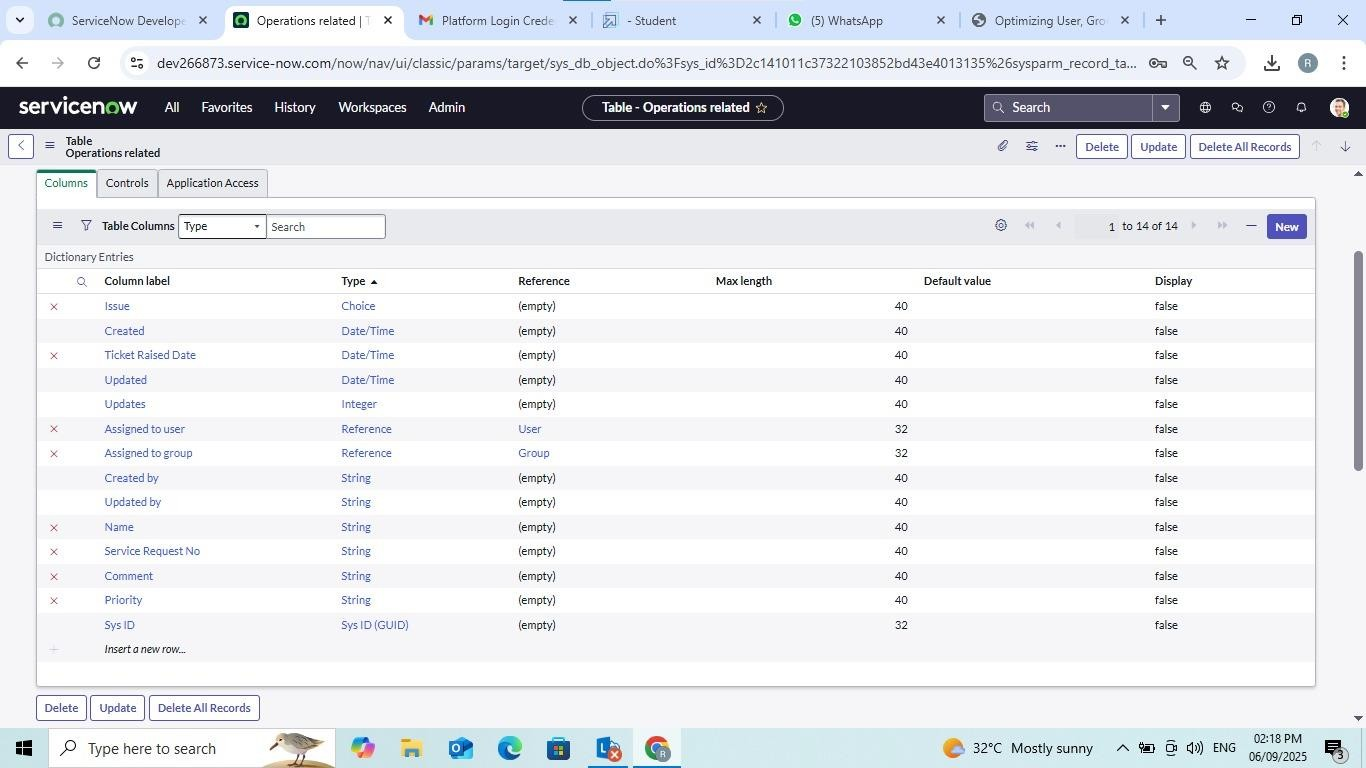 ServiceNow Develope
Operations related | T
Platform Login Crede
- Student
(5) WhatsApp
Optimizing User, Gro
dev266873.service-now.com/now/nav/ui/classic/params/target/sys_db_object.do%3Fsys_id%3D2c141011c37322103852bd43e4013135%26sysparm_record_ta...
R
servicenow
All Favorites History Workspaces Admin
Table - Operations related
Search
Table
Operations related
Delete Update Delete All Records
Columns Controls Application Access
Table Columns Type Search
1 to 14 of 14
New
Dictionary Entries
Column label Type Reference Max length Default value Display
Issue Choice (empty) 40 false
Created Date/Time (empty) 40 false
Ticket Raised Date Date/Time (empty) 40 false
Updated Date/Time (empty) 40 false
Updates Integer (empty) 40 false
Assigned to user Reference User 32 false
Assigned to group Reference Group 32 false
Created by String (empty) 40 false
Updated by String (empty) 40 false
Name String (empty) 40 false
Service Request No String (empty) 40 false
Comment String (empty) 40 false
Priority String (empty) 40 false
Sys ID Sys ID (GUID) (empty) 32 false
Insert a new row...
Delete Update Delete All Records
Type here to search
32°C Mostly sunny
ENG
02:18 PM
06/09/2025
3